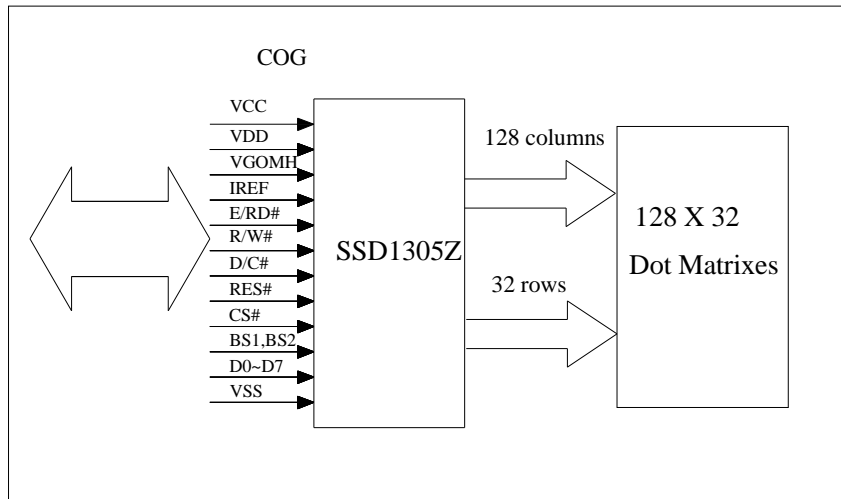 COG
VCC
VDD
VGOMH
IREF
E/RD#
R/W#
D/C#
RES#
CS#
BS1,BS2
D0~D7
VSS
SSD1305Z
128 columns
32 rows
128 X 32
Dot Matrixes